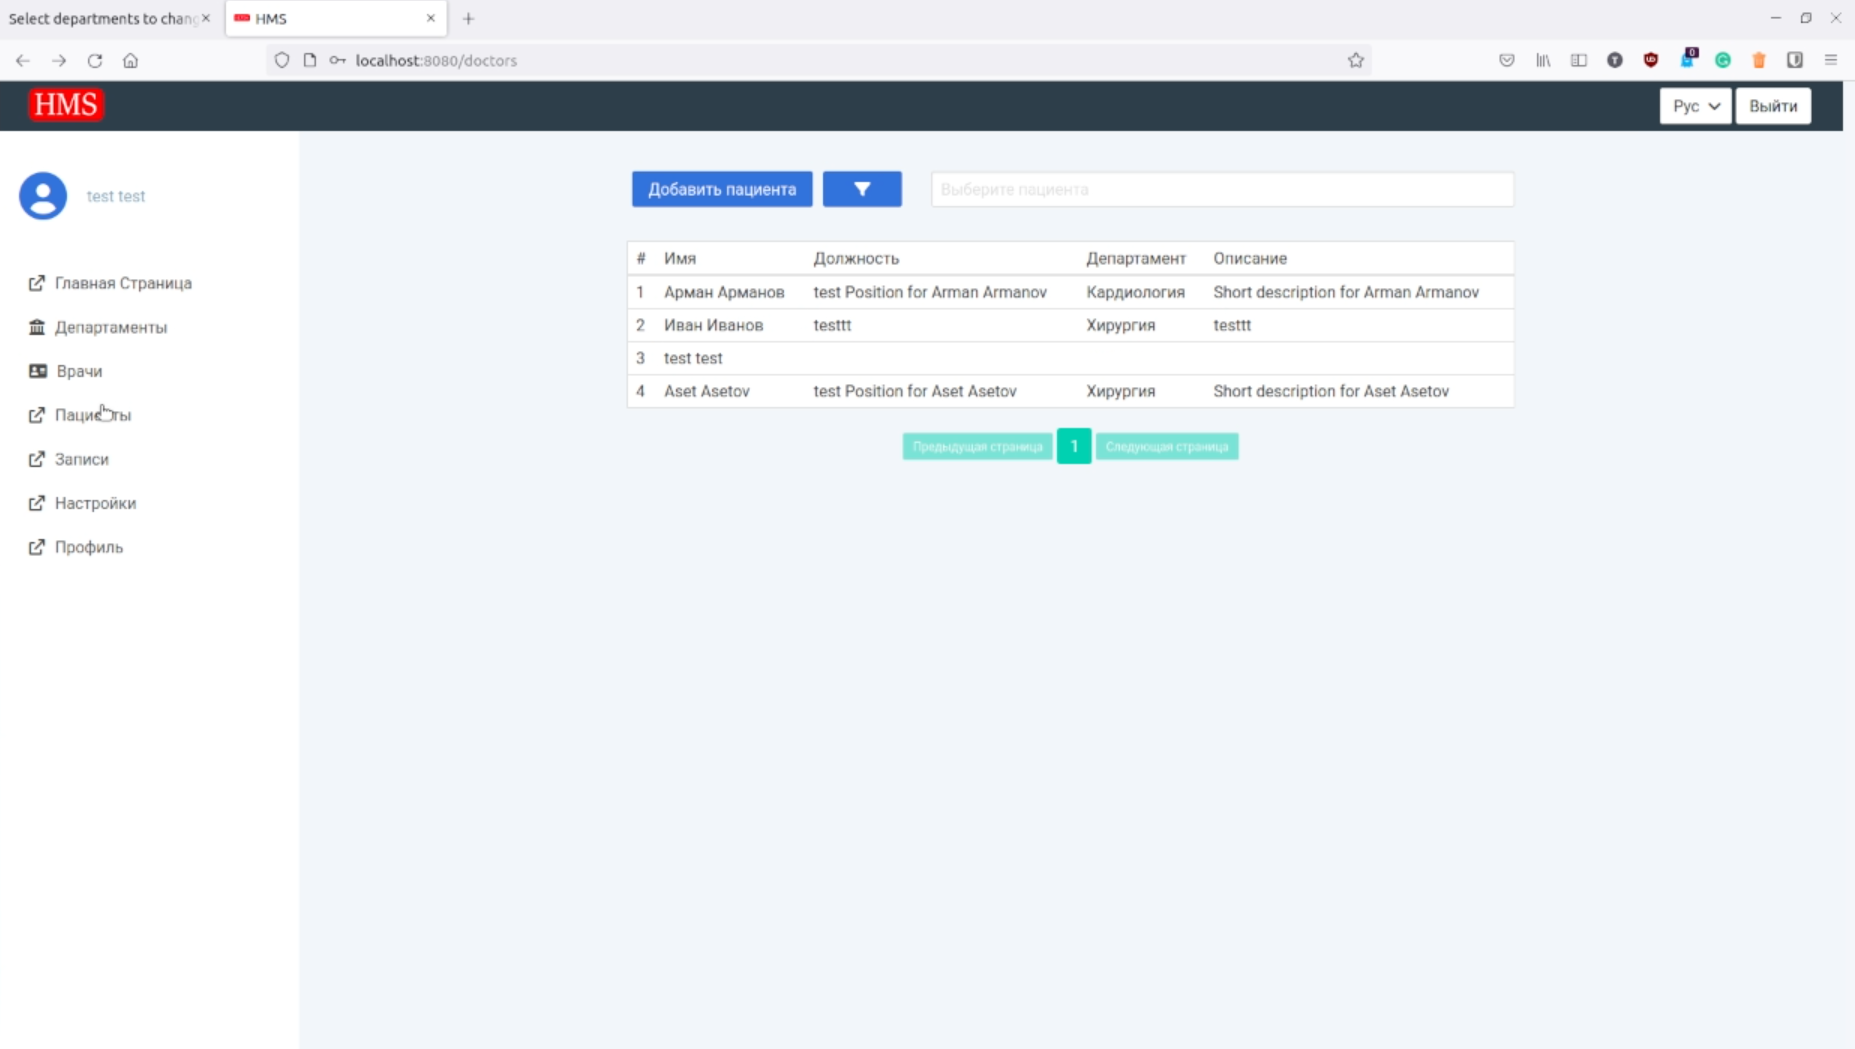 Select departments to chang
HMS
localhost:8080/doctors
0
HMS
Рус
Выйти
test test
Главная Страница
Департаменты
Врачи
Пациенты
Записи
Настройки
Профиль
Добавить пациента
Выберите пациента
# Имя Должность Департамент Описание
1 Арман Арманов test Position for Arman Armanov Кардиология Short description for Arman Armanov
2 Иван Иванов testtt Хирургия testtt
3 test test
4 Aset Asetov test Position for Aset Asetov Хирургия Short description for Aset Asetov
Предыдущая страница 1 Следующая страница